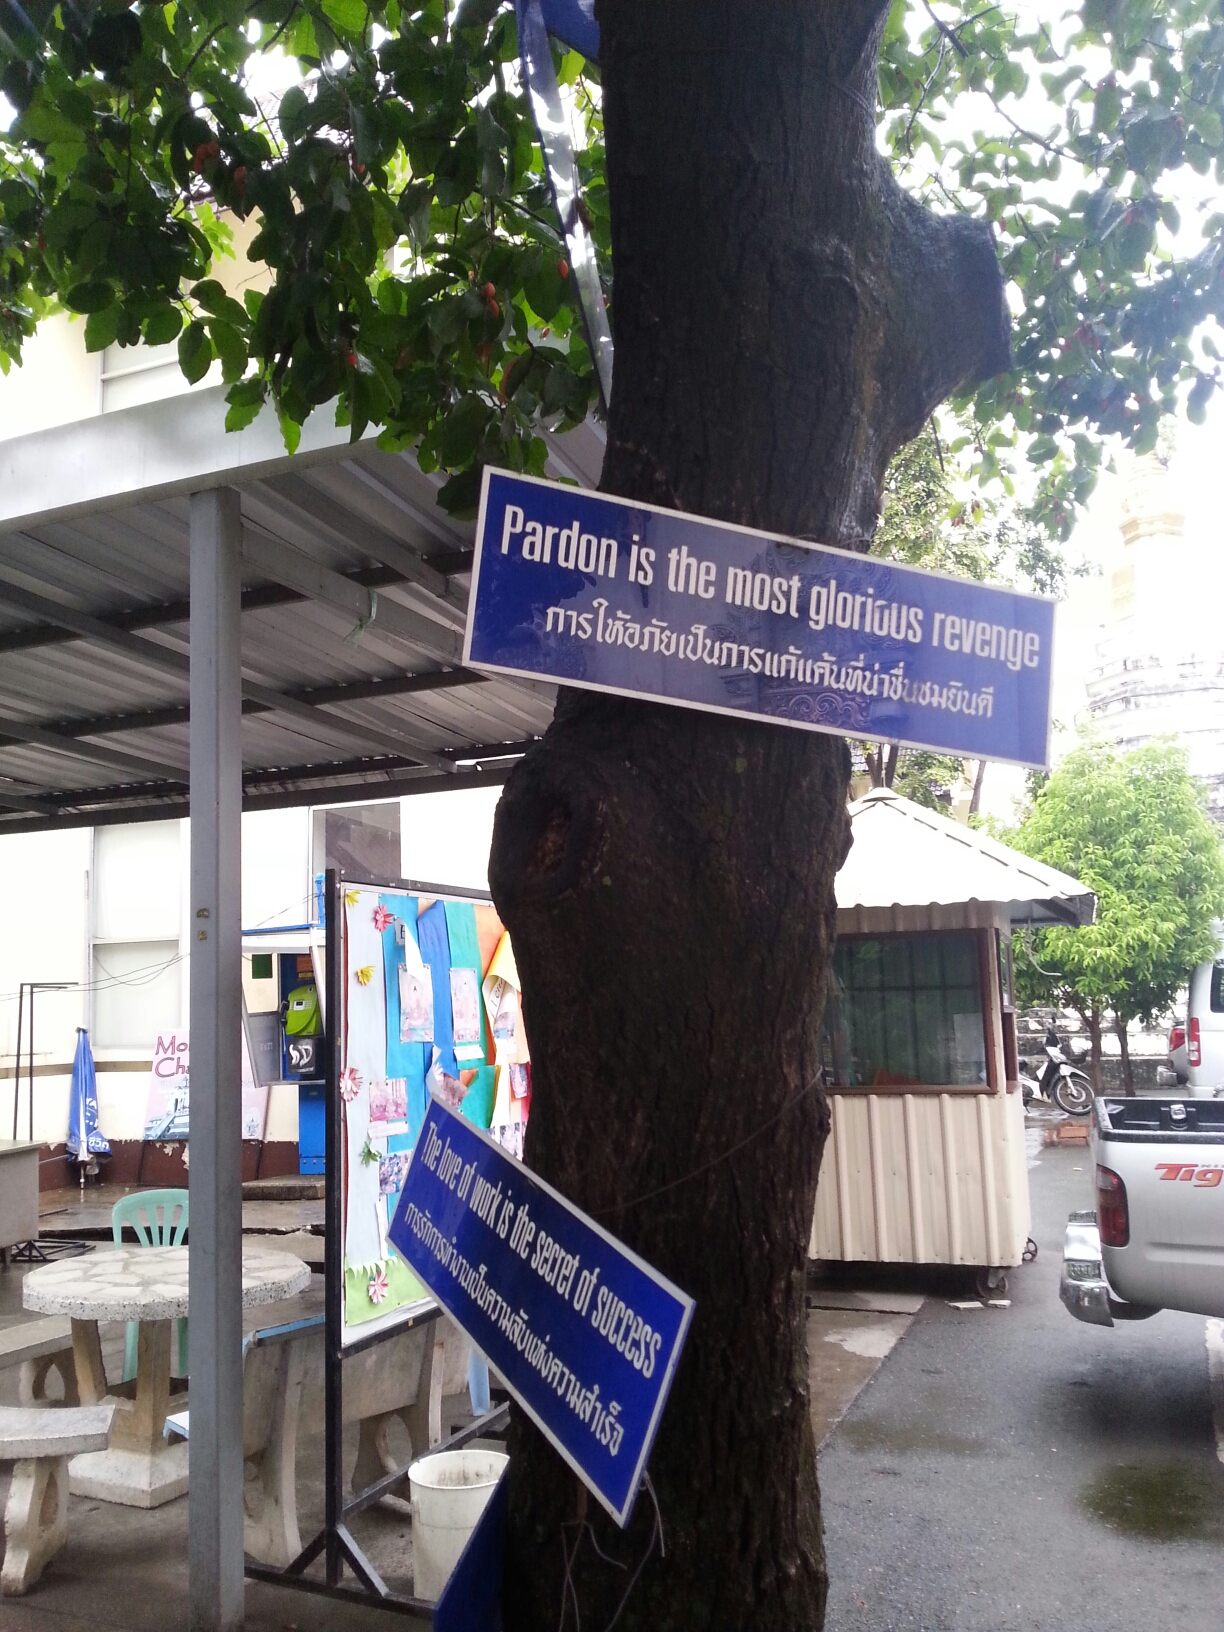 Pardon is the most glorious revenge
การให้อภัยเป็นการแก้แค้นที่น่าชื่นชมยินดี
The love of work is the secret of success
การรักการทำงานเป็นความลับแห่งความสำเร็จ